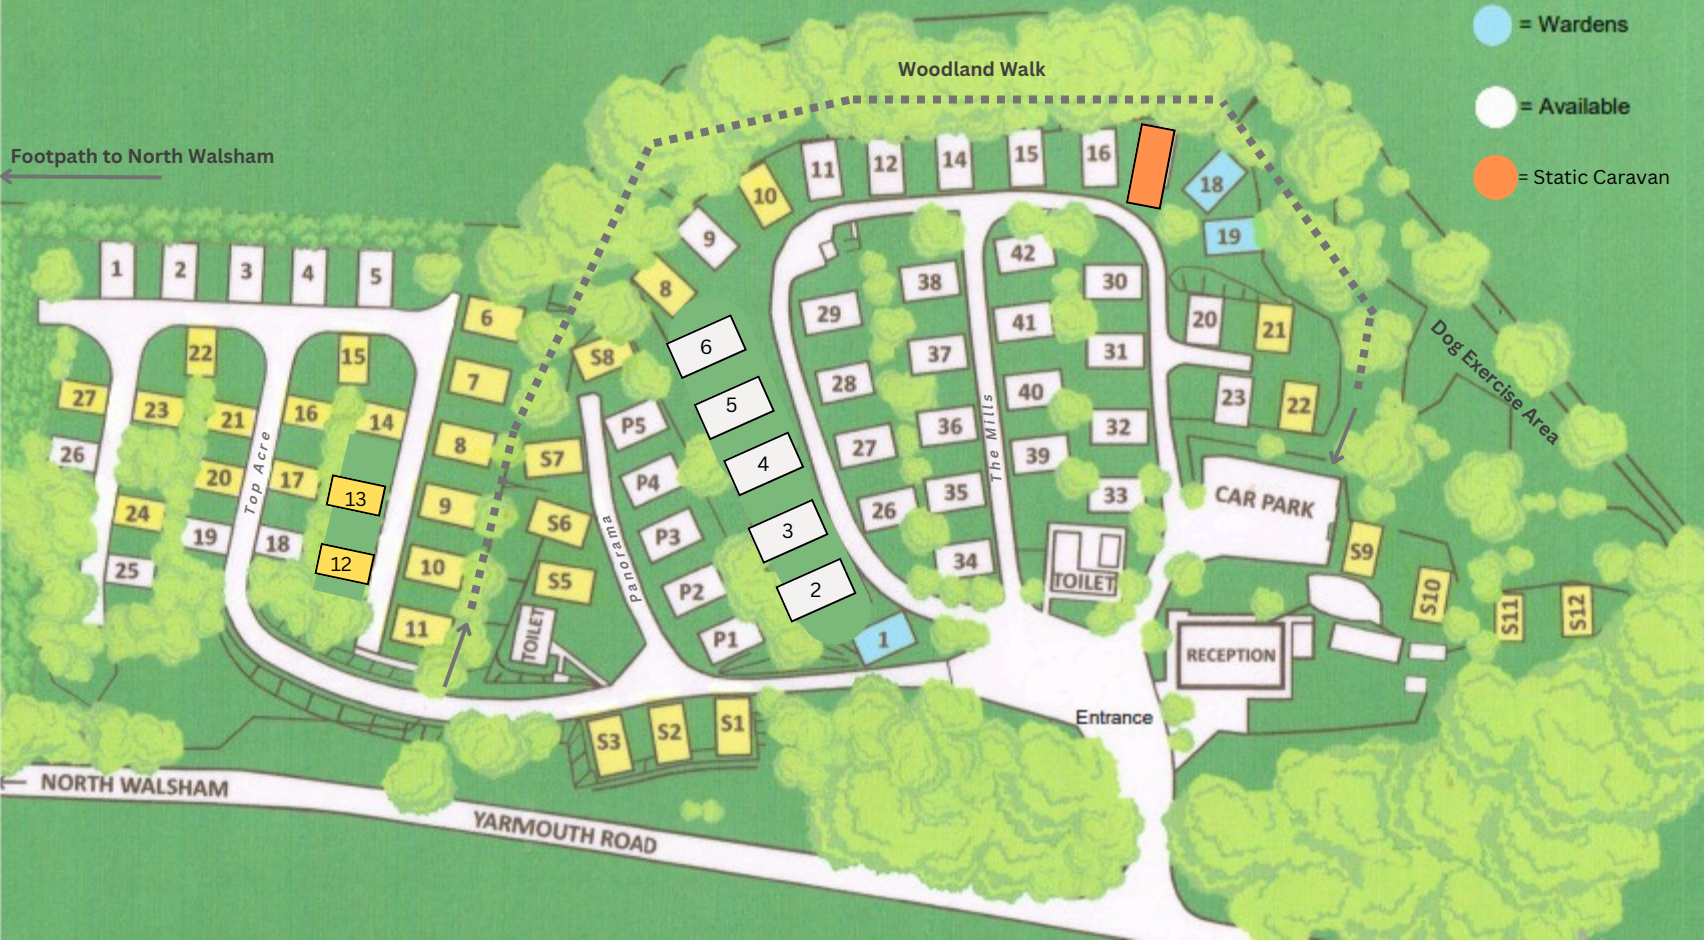 = Wardens
= Available
= Static Caravan
Woodland Walk
Footpath to North Walsham
11
12
14
15
16
10
18
19
9
8
1
2
3
4
5
6
7
8
9
10
11
22
15
27
23
21
16
14
26
20
17
13
24
19
18
12
25
Top Acre
S8
S7
S6
S5
TOILET
Panorama
P5
P4
P3
P2
P1
6
5
4
3
2
1
29
28
27
26
38
37
36
35
34
The Mills
42
41
40
39
30
31
32
33
TOILET
20
21
23
22
Dog Exercise Area
CAR PARK
S9
S10
S11
S12
RECEPTION
Entrance
S3
S2
S1
NORTH WALSHAM
YARMOUTH ROAD